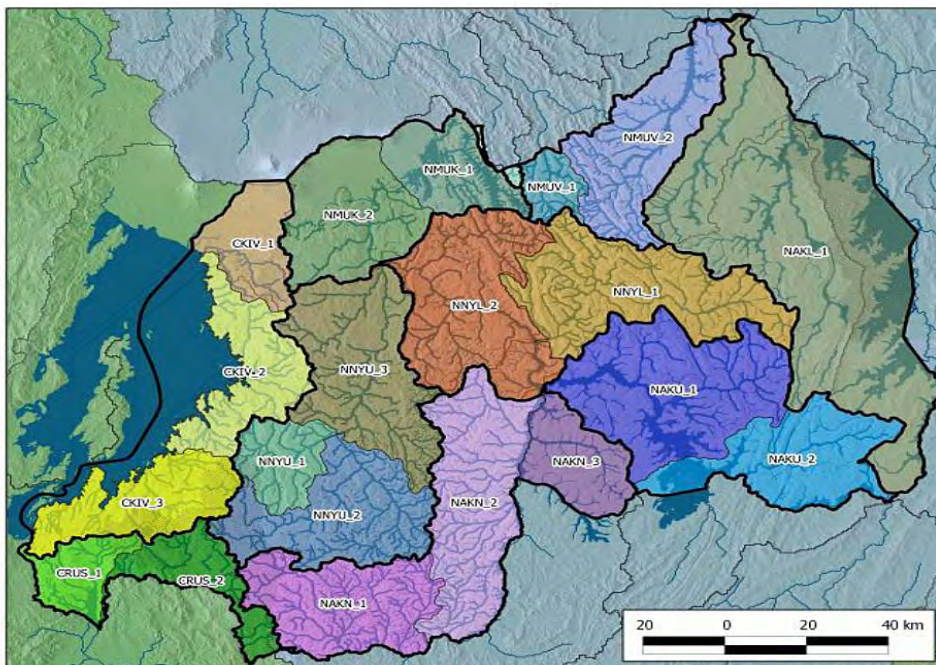 NMUV_2
NMUK_1
NMUV_1
NMUK_2
CKIV_1
NAKL_1
NNYL_2
NNYL_1
CKIV_2
NNYU_3
NAKU_1
NNYU_1
NAKN_3
NAKU_2
CKIV_3
NNYU_2
NAKN_2
CRUS_1
CRUS_2
NAKN_1
20 0 20 40 km